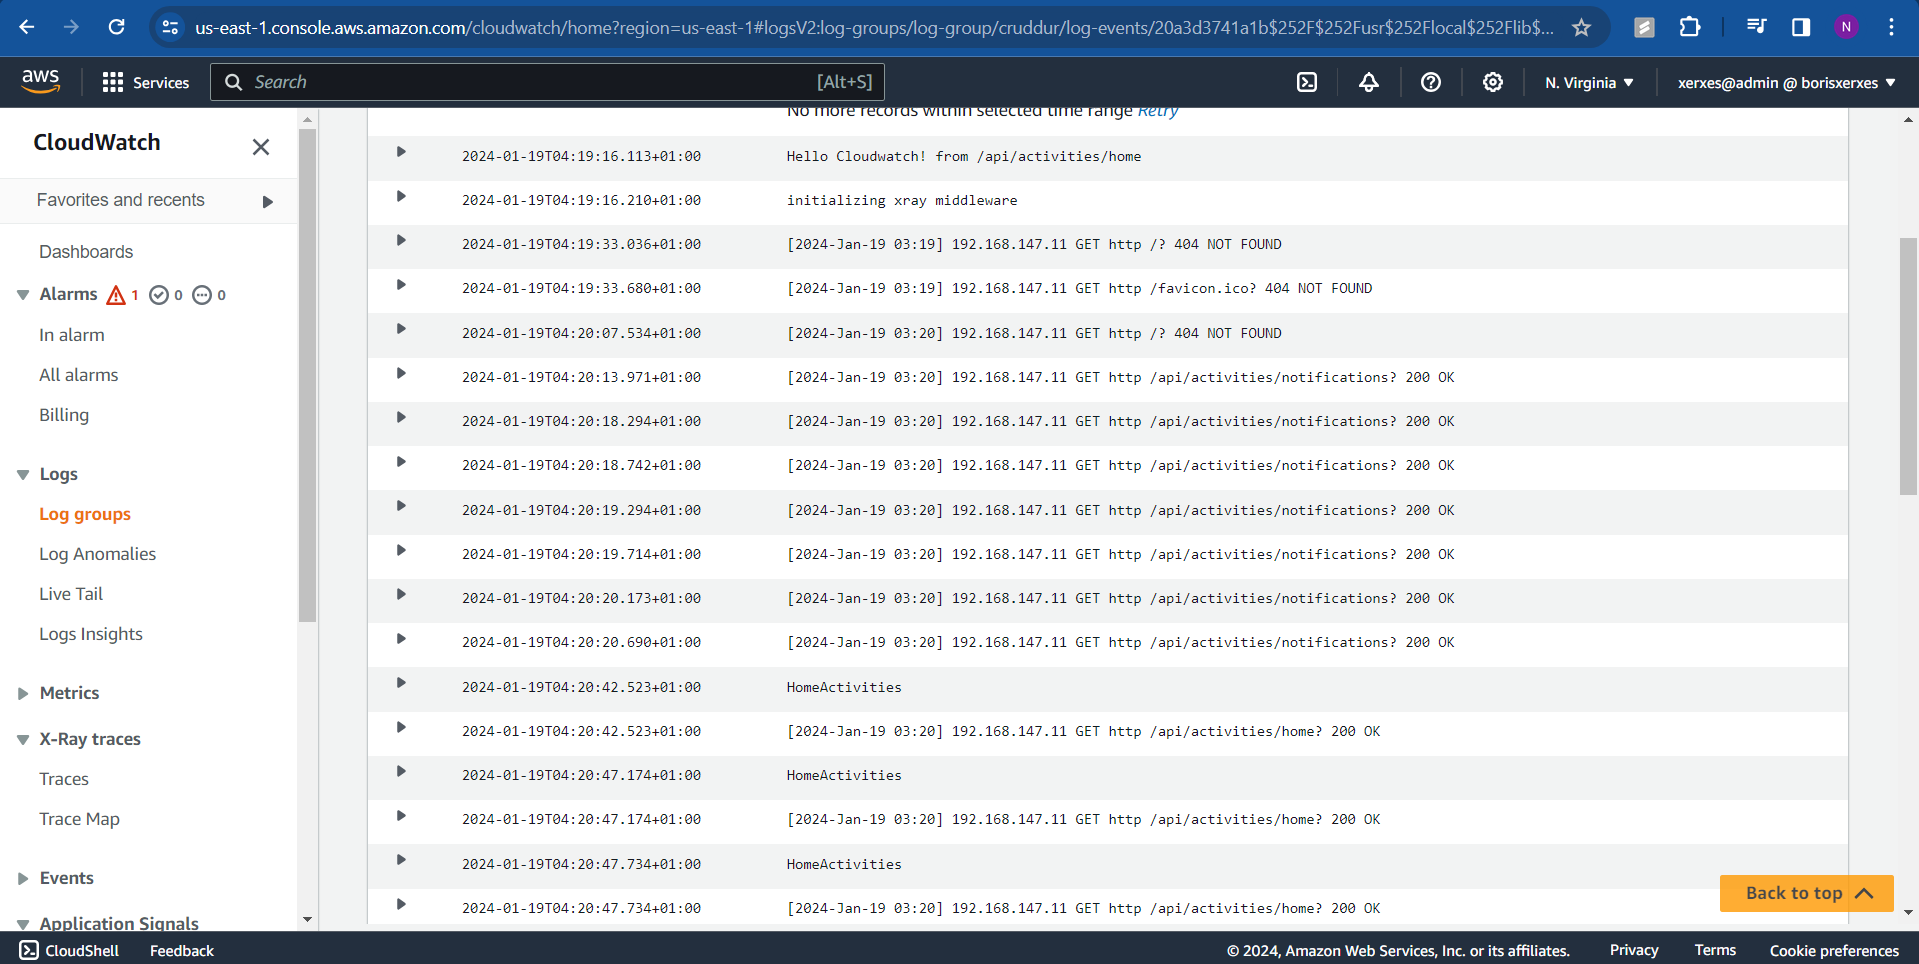 us-east-1.console.aws.amazon.com/cloudwatch/home?region=us-east-1#logsV2:log-groups/log-group/cruddur/log-events/20a3d3741a1b$252F$252Fusr$252Flocal$252Flib$...
N
aws
Services
Search
[Alt+S]
N. Virginia
xerxes@admin @ borisxerxes
CloudWatch
Favorites and recents
Dashboards
Alarms 1 0 0
In alarm
All alarms
Billing
Logs
Log groups
Log Anomalies
Live Tail
Logs Insights
Metrics
X-Ray traces
Traces
Trace Map
Events
Application Signals
No more records within selected time range Retry
2024-01-19T04:19:16.113+01:00 Hello Cloudwatch! from /api/activities/home
2024-01-19T04:19:16.210+01:00 initializing xray middleware
2024-01-19T04:19:33.036+01:00 [2024-Jan-19 03:19] 192.168.147.11 GET http /? 404 NOT FOUND
2024-01-19T04:19:33.680+01:00 [2024-Jan-19 03:19] 192.168.147.11 GET http /favicon.ico? 404 NOT FOUND
2024-01-19T04:20:07.534+01:00 [2024-Jan-19 03:20] 192.168.147.11 GET http /? 404 NOT FOUND
2024-01-19T04:20:13.971+01:00 [2024-Jan-19 03:20] 192.168.147.11 GET http /api/activities/notifications? 200 OK
2024-01-19T04:20:18.294+01:00 [2024-Jan-19 03:20] 192.168.147.11 GET http /api/activities/notifications? 200 OK
2024-01-19T04:20:18.742+01:00 [2024-Jan-19 03:20] 192.168.147.11 GET http /api/activities/notifications? 200 OK
2024-01-19T04:20:19.294+01:00 [2024-Jan-19 03:20] 192.168.147.11 GET http /api/activities/notifications? 200 OK
2024-01-19T04:20:19.714+01:00 [2024-Jan-19 03:20] 192.168.147.11 GET http /api/activities/notifications? 200 OK
2024-01-19T04:20:20.173+01:00 [2024-Jan-19 03:20] 192.168.147.11 GET http /api/activities/notifications? 200 OK
2024-01-19T04:20:20.690+01:00 [2024-Jan-19 03:20] 192.168.147.11 GET http /api/activities/notifications? 200 OK
2024-01-19T04:20:42.523+01:00 HomeActivities
2024-01-19T04:20:42.523+01:00 [2024-Jan-19 03:20] 192.168.147.11 GET http /api/activities/home? 200 OK
2024-01-19T04:20:47.174+01:00 HomeActivities
2024-01-19T04:20:47.174+01:00 [2024-Jan-19 03:20] 192.168.147.11 GET http /api/activities/home? 200 OK
2024-01-19T04:20:47.734+01:00 HomeActivities
2024-01-19T04:20:47.734+01:00 [2024-Jan-19 03:20] 192.168.147.11 GET http /api/activities/home? 200 OK
Back to top
CloudShell
Feedback
© 2024, Amazon Web Services, Inc. or its affiliates.
Privacy
Terms
Cookie preferences